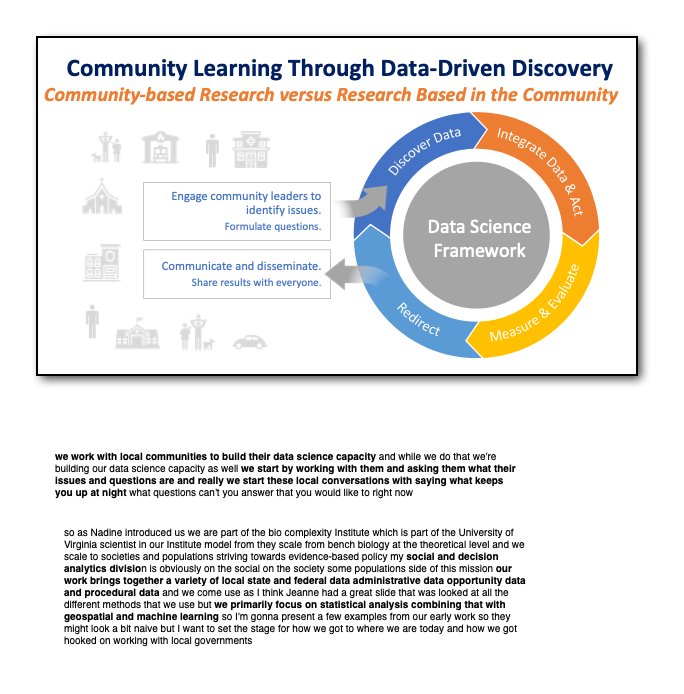 Community Learning Through Data-Driven Discovery
Community-based Research versus Research Based in the Community
Engage community leaders to
identify issues.
Formulate questions.
Communicate and disseminate.
Share results with everyone.
Discover Data
Integrate Data & Act
Measure & Evaluate
Redirect
Data Science
Framework
we work with local communities to build their data science capacity and while we do that we're
building our data science capacity as well we start by working with them and asking them what their
issues and questions are and really we start these local conversations with saying what keeps
you up at night what questions can't you answer that you would like to right now
so as Nadine introduced us we are part of the bio complexity Institute which is part of the University of
Virginia scientist in our Institute model from they scale from bench biology at the theoretical level and we
scale to societies and populations striving towards evidence-based policy my social and decision
analytics division is obviously on the social on the society some populations side of this mission our
work brings together a variety of local state and federal data administrative data opportunity data
and procedural data and we come use as I think Jeanne had a great slide that was looked at all the
different methods that we use but we primarily focus on statistical analysis combining that with
geospatial and machine learning so I'm gonna present a few examples from our early work so they
might look a bit naive but I want to set the stage for how we got to where we are today and how we got
hooked on working with local governments